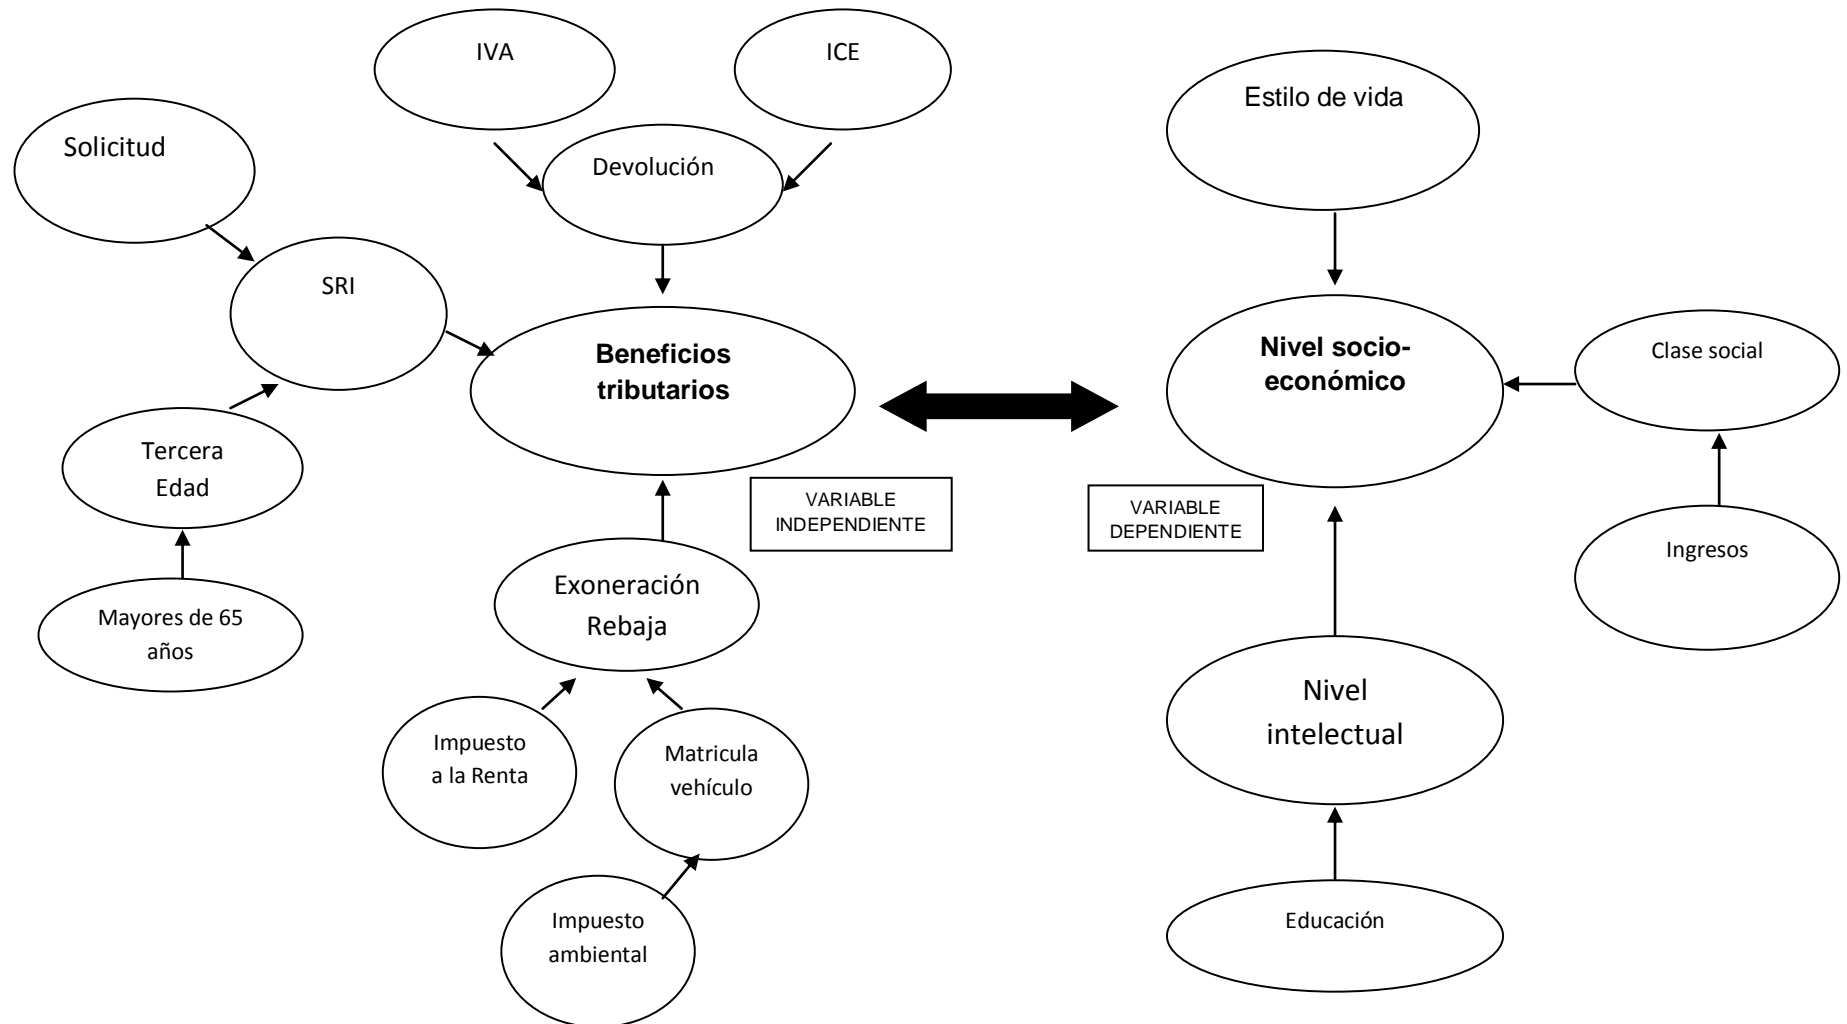 IVA
ICE
Estilo de vida
Solicitud
Devolución
SRI
Beneficios
tributarios
Nivel socio-
económico
Clase social
Tercera
Edad
VARIABLE
INDEPENDIENTE
VARIABLE
DEPENDIENTE
Ingresos
Exoneración
Rebaja
Mayores de 65
años
Nivel
intelectual
Impuesto
a la Renta
Matricula
vehículo
Impuesto
ambiental
Educación